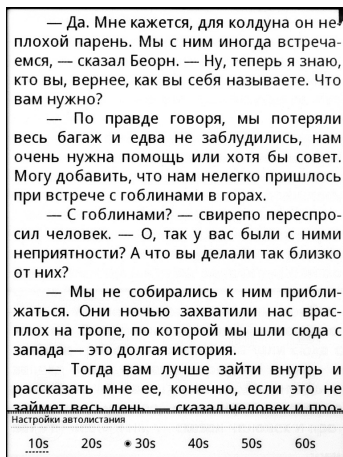 — Да. Мне кажется, для колдуна он не-
плохой парень. Мы с ним иногда встреча-
емся, — сказал Беорн. — Ну, теперь я знаю,
кто вы, вернее, как вы себя называете. Что
вам нужно?
— По правде говоря, мы потеряли
весь багаж и едва не заблудились, нам
очень нужна помощь или хотя бы совет.
Могу добавить, что нам нелегко пришлось
при встрече с гоблинами в горах.
— С гоблинами? — свирепо переспро-
сил человек. — О, так у вас были с ними
неприятности? А что вы делали так близко
от них?
— Мы не собирались к ним прибли-
жаться. Они ночью захватили нас врас-
плох на тропе, по которой мы шли сюда с
запада — это долгая история.
— Тогда вам лучше зайти внутрь и
рассказать мне ее, конечно, если это не
займет весь день, — сказал человек и про-
Настройки автолистания
10s 20s 30s 40s 50s 60s